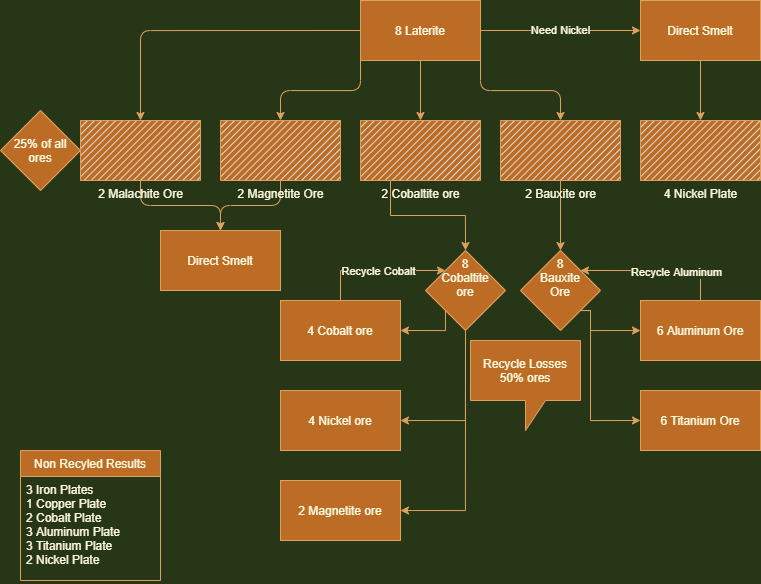 8 Laterite
Need Nickel
Direct Smelt
25% of all
ores
2 Malachite Ore
2 Magnetite Ore
2 Cobaltite ore
2 Bauxite ore
4 Nickel Plate
Direct Smelt
8
Cobaltite
ore
8
Bauxite
Ore
Recycle Cobalt
Recycle Aluminum
4 Cobalt ore
6 Aluminum Ore
Recycle Losses
50% ores
4 Nickel ore
6 Titanium Ore
2 Magnetite ore
Non Recyled Results
3 Iron Plates
1 Copper Plate
2 Cobalt Plate
3 Aluminum Plate
3 Titanium Plate
2 Nickel Plate